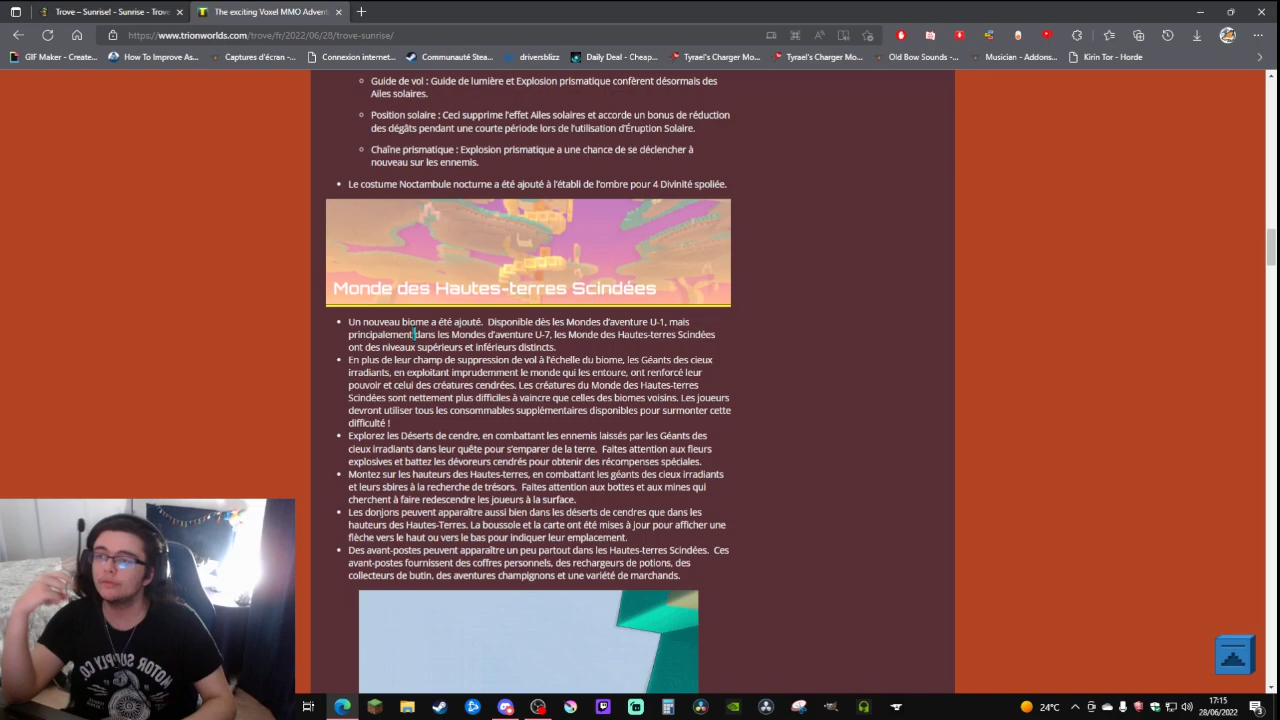 Trove – Sunrise! - Sunrise - Trove
The exciting Voxel MMO Advent
https://www.trionworlds.com/trove/fr/2022/06/28/trove-sunrise/
GIF Maker - Create...
How To Improve As...
Captures d'écran -...
Connexion internet...
Communauté Stea...
driversbliz
Daily Deal - Cheap...
Tyrael's Charger Mo...
Tyrael's Charger Mo...
Old Bow Sounds -...
Musician - Addons...
Kirin Tor - Horde
Guide de vol : Guide de lumière et Explosion prismatique confèrent désormais des
Ailes solaires.
Position solaire : Ceci supprime l'effet Ailes solaires et accorde un bonus de réduction
des dégâts pendant une courte période lors de l'utilisation d'Éruption Solaire.
Chaîne prismatique : Explosion prismatique a une chance de se déclencher à
nouveau sur les ennemis.
Le costume Noctambule nocturne a été ajouté à l'établi de l'ombre pour 4 Divinité spoliée.
Monde des Hautes-terres Scindées
Un nouveau biome a été ajouté. Disponible dès les Mondes d'aventure U-1, mais
principalement dans les Mondes d'aventure U-7, les Monde des Hautes-terres Scindées
ont des niveaux supérieurs et inférieurs distincts.
En plus de leur champ de suppression de vol à l'échelle du biome, les Géants des cieux
irradiants, en exploitant imprudemment le monde qui les entoure, ont renforcé leur
pouvoir et celui des créatures cendrées. Les créatures du Monde des Hautes-terres
Scindées sont nettement plus difficiles à vaincre que celles des biomes voisins. Les joueurs
devront utiliser tous les consommables supplémentaires disponibles pour surmonter cette
difficulté !
Explorez les Déserts de cendre, en combattant les ennemis laissés par les Géants des
cieux irradiants dans leur quête pour s'emparer de la terre. Faites attention aux fleurs
explosives et battez les dévoreurs cendrés pour obtenir des récompenses spéciales.
Montez sur les hauteurs des Hautes-terres, en combattant les géants des cieux irradiants
et leurs sbires à la recherche de trésors. Faites attention aux bottes et aux mines qui
cherchent à faire redescendre les joueurs à la surface.
Les donjons peuvent apparaître aussi bien dans les déserts de cendres que dans les
hauteurs des Hautes-Terres. La boussole et la carte ont été mises à jour pour afficher une
flèche vers le haut ou vers le bas pour indiquer leur emplacement.
Des avant-postes peuvent apparaître un peu partout dans les Hautes-terres Scindées. Ces
avant-postes fournissent des coffres personnels, des rechargeurs de potions, des
collecteurs de butin, des aventures champignons et une variété de marchands.
MOTOR SUPPLY CO.
24°C
17:15
28/06/2022